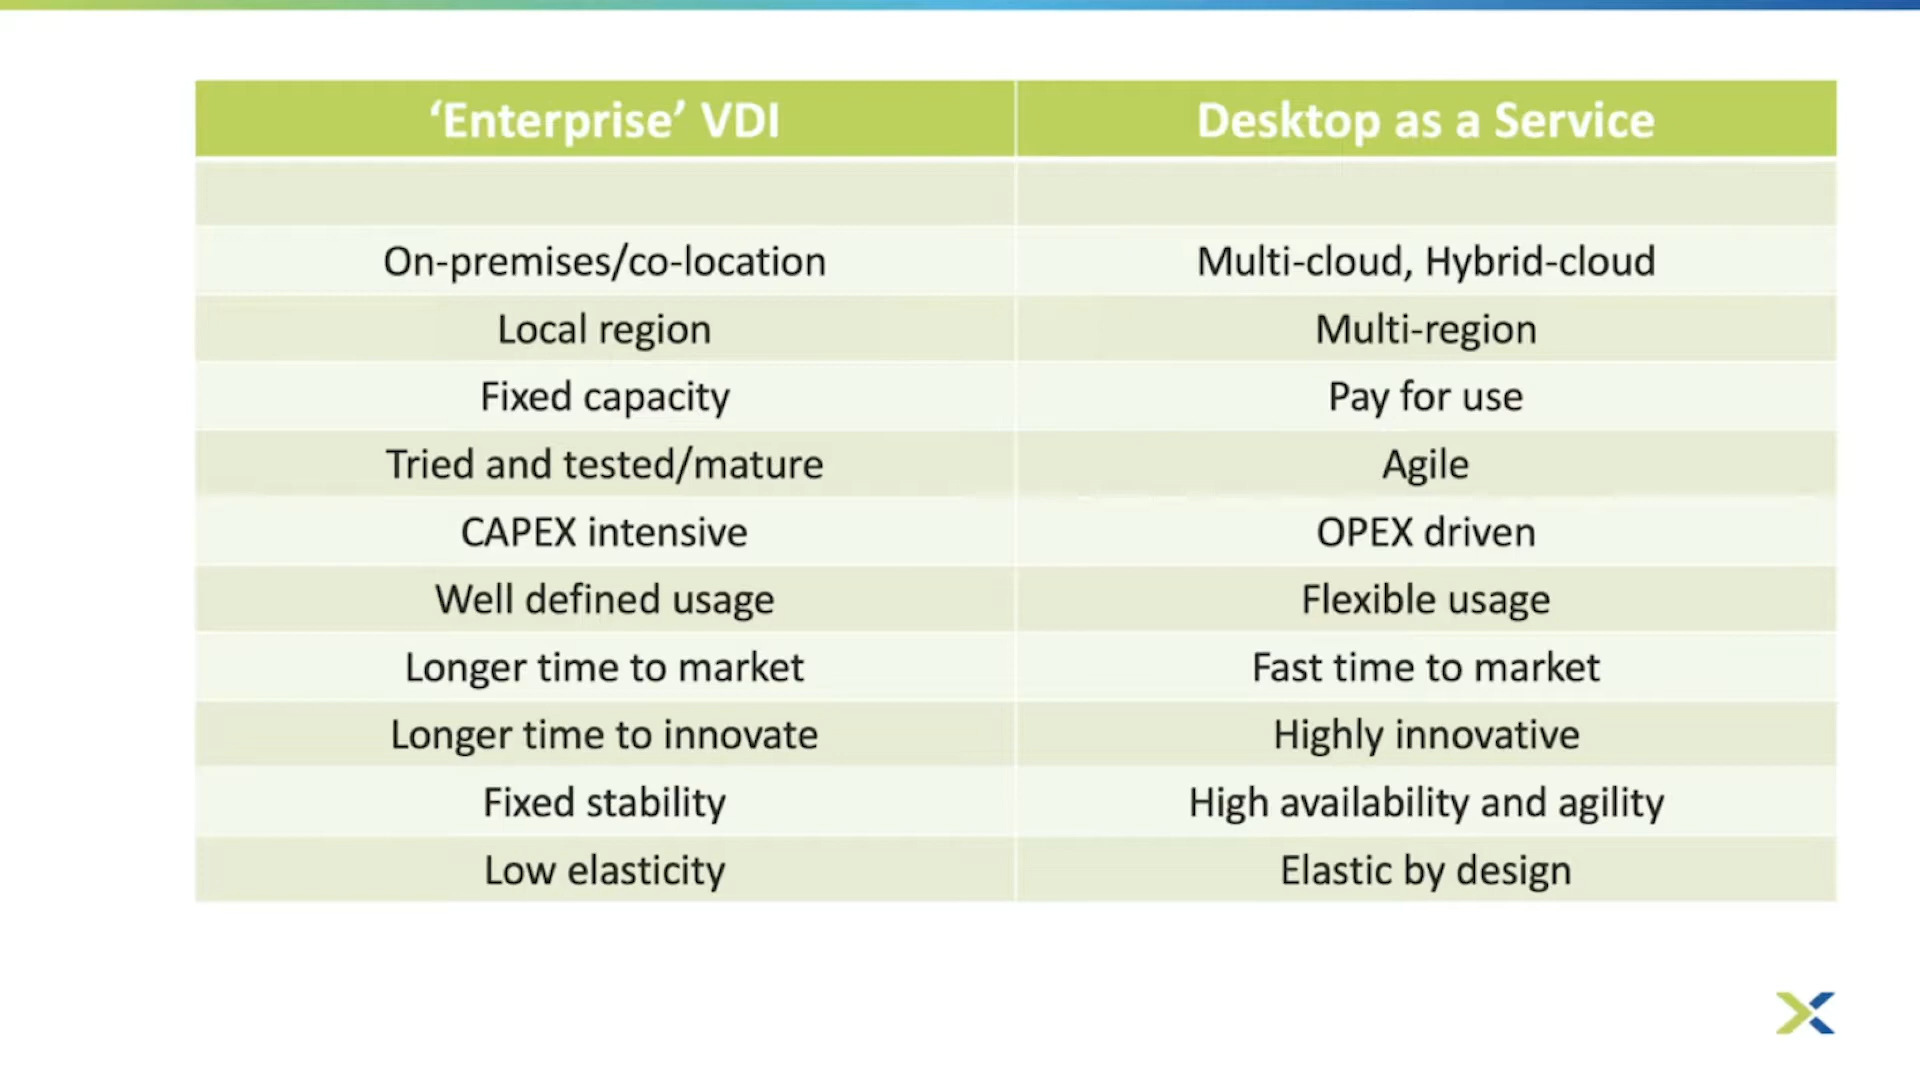 ‘Enterprise’ VDI Desktop as a Service
On-premises/co-location Multi-cloud, Hybrid-cloud
Local region Multi-region
Fixed capacity Pay for use
Tried and tested/mature Agile
CAPEX intensive OPEX driven
Well defined usage Flexible usage
Longer time to market Fast time to market
Longer time to innovate Highly innovative
Fixed stability High availability and agility
Low elasticity Elastic by design